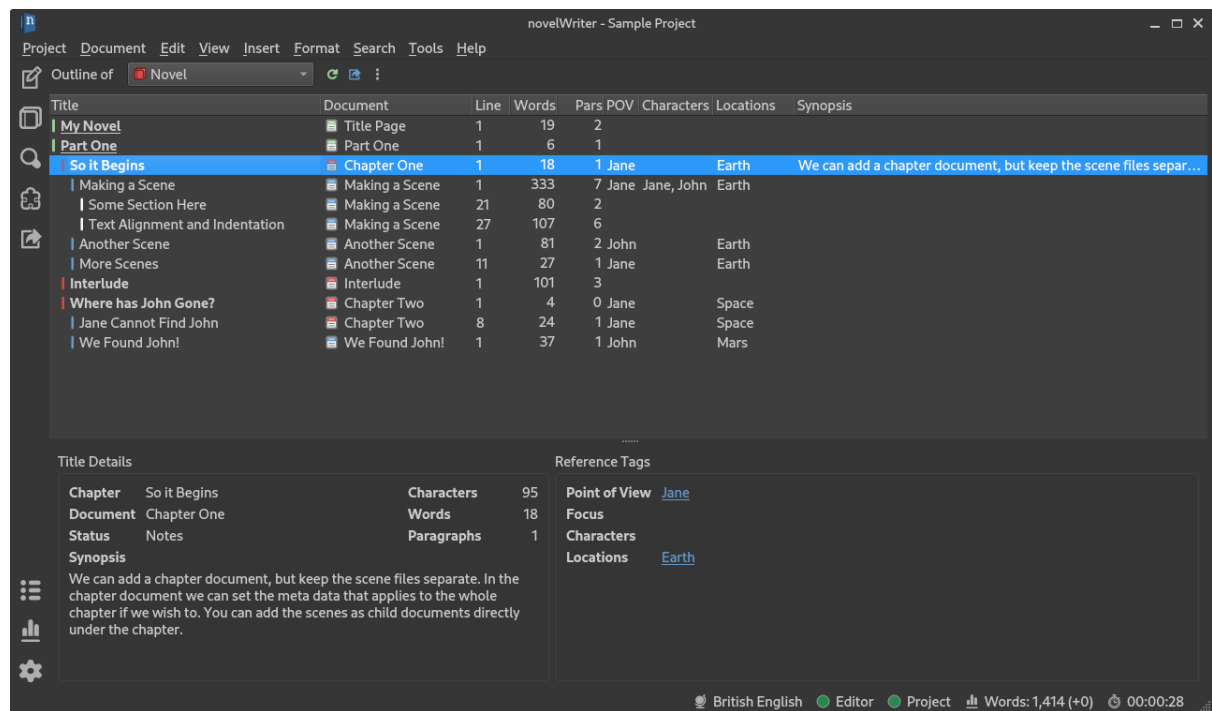 n
novelWriter - Sample Project
Project Document Edit View Insert Format Search Tools Help
Outline of Novel
Title Document Line Words Pars POV Characters Locations Synopsis
My Novel Title Page 1 19 2
Part One Part One 1 6 1
So it Begins Chapter One 1 18 1 Jane Earth We can add a chapter document, but keep the scene files separ...
Making a Scene Making a Scene 1 333 7 Jane Jane, John Earth
Some Section Here Making a Scene 21 80 2
Text Alignment and Indentation Making a Scene 27 107 6
Another Scene Another Scene 1 81 2 John Earth
More Scenes Another Scene 11 27 1 Jane Earth
Interlude Interlude 1 101 3
Where has John Gone? Chapter Two 1 4 0 Jane Space
Jane Cannot Find John Chapter Two 8 24 1 Jane Space
We Found John! We Found John! 1 37 1 John Mars
Title Details
Chapter So it Begins Characters 95
Document Chapter One Words 18
Status Notes Paragraphs 1
Synopsis
We can add a chapter document, but keep the scene files separate. In the
chapter document we can set the meta data that applies to the whole
chapter if we wish to. You can add the scenes as child documents directly
under the chapter.
Reference Tags
Point of View Jane
Focus
Characters
Locations Earth
British English Editor Project Words: 1,414 (+0) 00:00:28